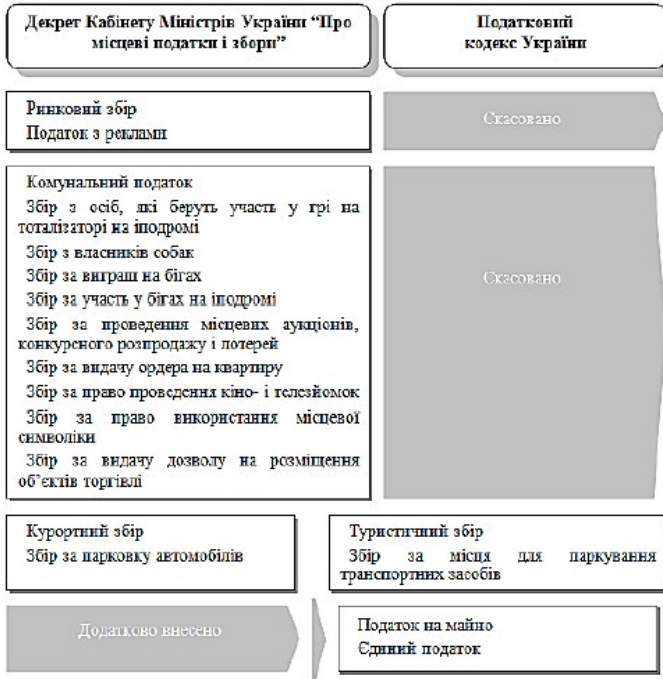 Декрет Кабінету Міністрів України “Про
місцеві податки і збори”
Податковий
кодекс України
Ринковий збір
Податок з реклами
Скасовано
Комунальний податок
Збір з осіб, які беруть участь у грі на
тоталізаторі на іподромі
Збір з власників собак
Збір за виграш на бігах
Збір за участь у бігах на іподромі
Збір за проведення місцевих аукціонів,
конкурсного розпродажу і лотерей
Збір за видачу ордера на квартиру
Збір за право проведення кіно- і телезйомок
Збір за право використання місцевої
символіки
Збір за видачу дозволу на розміщення
об’єктів торгівлі
Скасовано
Курортний збір
Збір за парковку автомобілів
Туристичний збір
Збір за місця для паркування
транспортних засобів
Додатково внесено
Податок на майно
Єдиний податок